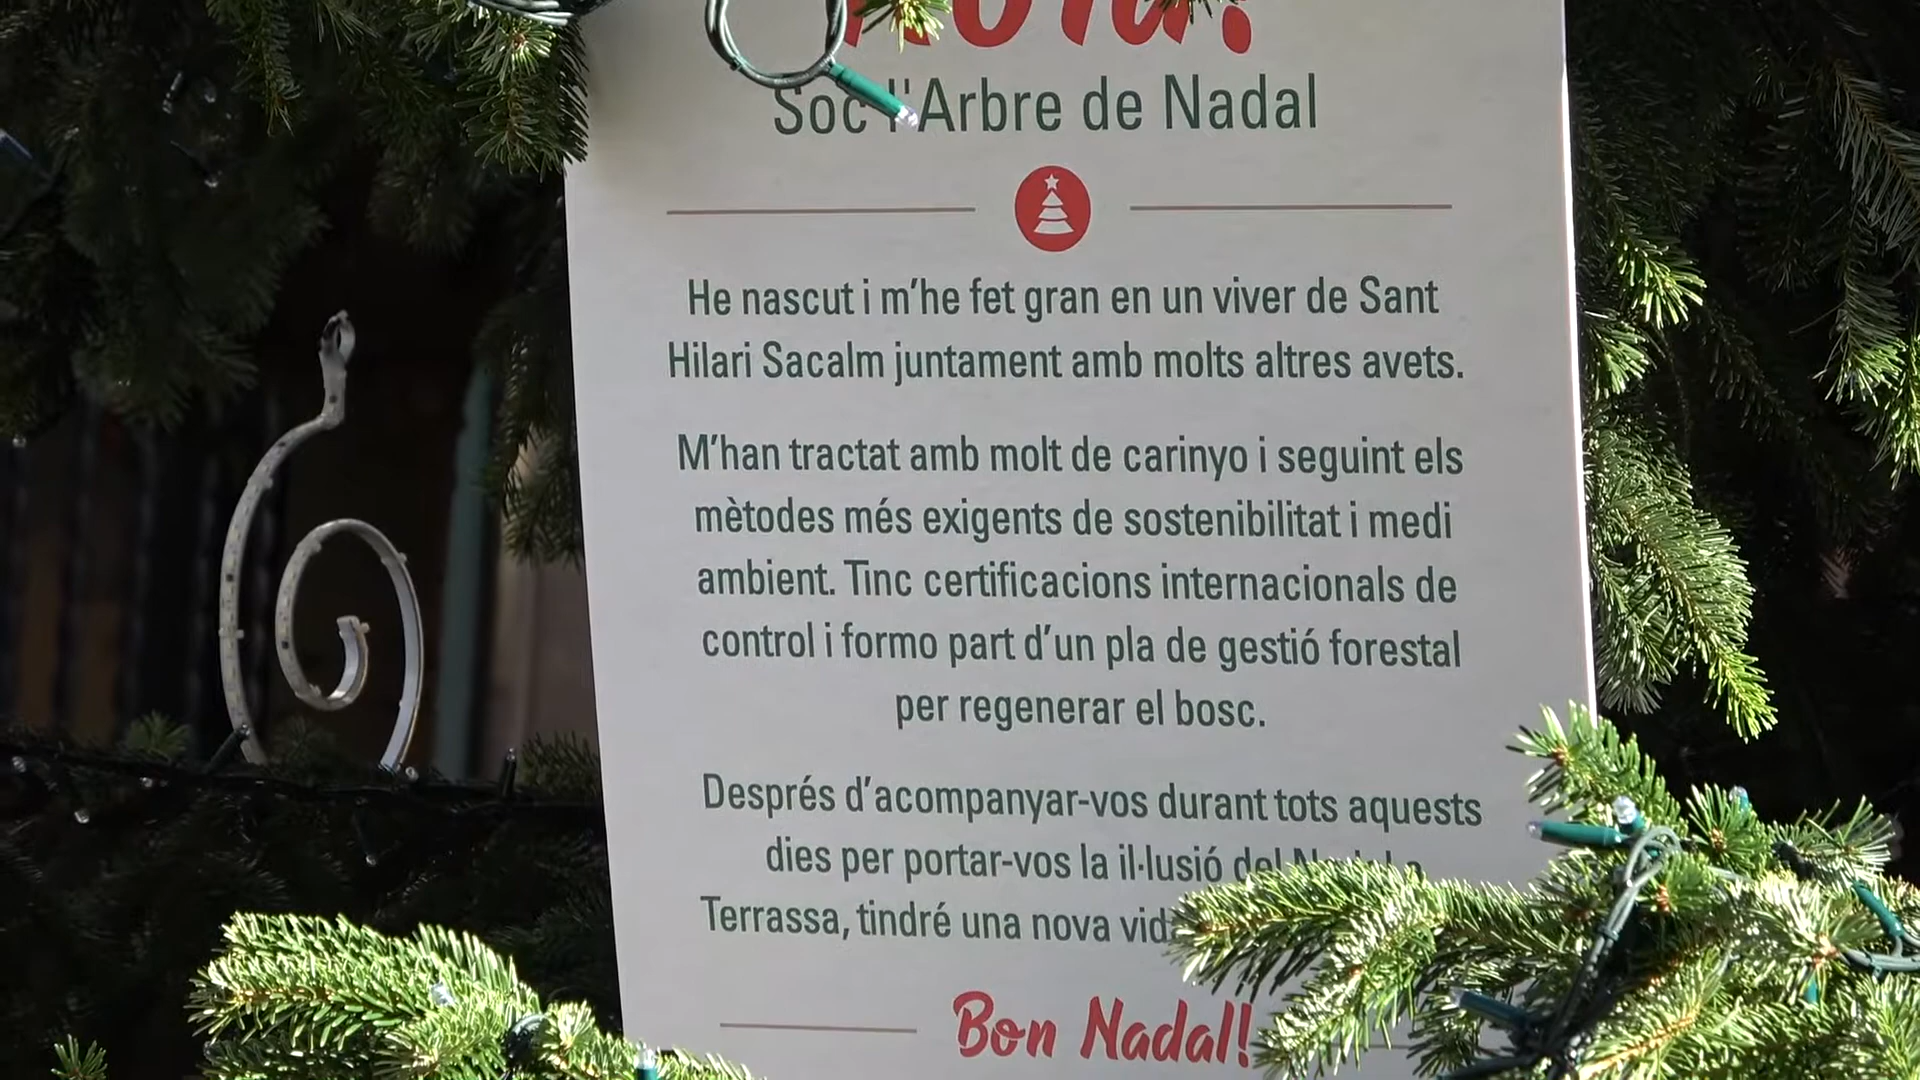 Hola!
Soc l'Arbre de Nadal
He nascut i m'he fet gran en un viver de Sant
Hilari Sacalm juntament amb molts altres avets.
M'han tractat amb molt de carinyo i seguint els
mètodes més exigents de sostenibilitat i medi
ambient. Tinc certificacions internacionals de
control i formo part d'un pla de gestió forestal
per regenerar el bosc.
Després d'acompanyar-vos durant tots aquests
dies per portar-vos la il·lusió del Nadal a
Terrassa, tindré una nova
Bon Nadal!